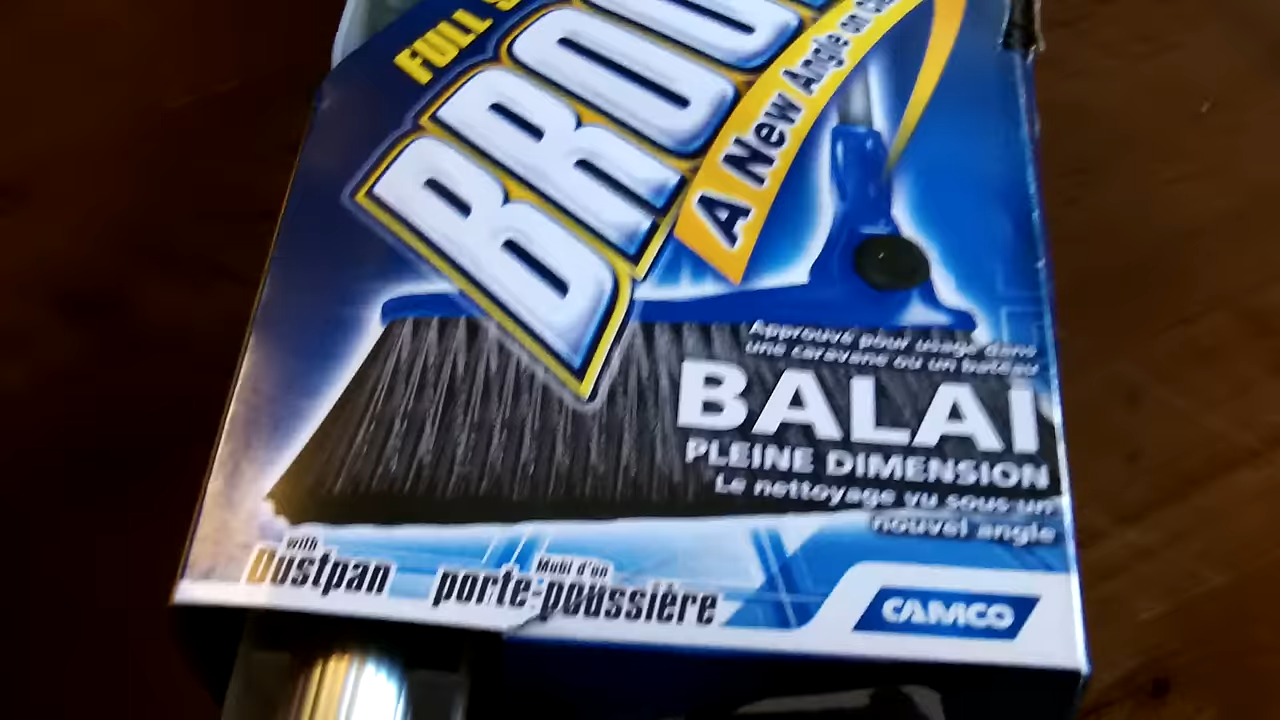 FULL
BRO
A New Angle on
Approuvé pour usage dans
une caravane ou un bateau
BALAI
PLEINE DIMENSION
Le nettoyage vu sous un
nouvel angle
with
Dustpan
Muni d'un
porte-poussière
CAMCO